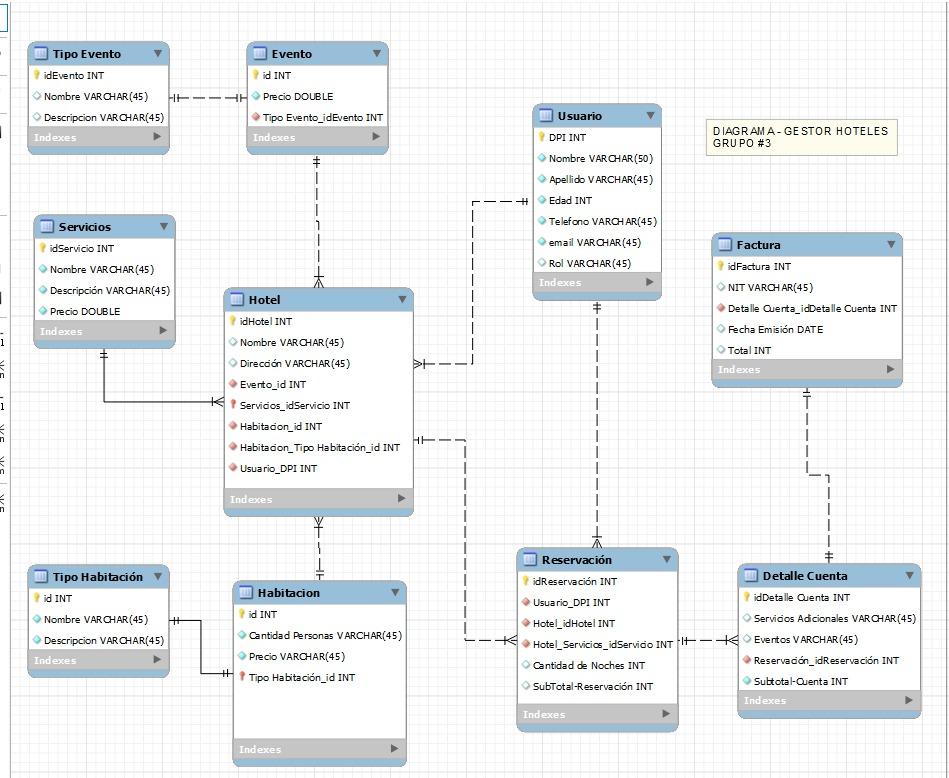 Tipo Evento
idEvento INT
Nombre VARCHAR(45)
Descripcion VARCHAR(45)
Indexes
Evento
id INT
Precio DOUBLE
Tipo Evento_idEvento INT
Indexes
Usuario
DPI INT
Nombre VARCHAR(50)
Apellido VARCHAR(45)
Edad INT
Telefono VARCHAR(45)
email VARCHAR(45)
Rol VARCHAR(45)
Indexes
DIAGRAMA - GESTOR HOTELES
GRUPO #3
Servicios
idServicio INT
Nombre VARCHAR(45)
Descripción VARCHAR(45)
Precio DOUBLE
Indexes
Factura
idFactura INT
NIT VARCHAR(45)
Detalle Cuenta_idDetalle Cuenta INT
Fecha Emisión DATE
Total INT
Indexes
Hotel
idHotel INT
Nombre VARCHAR(45)
Dirección VARCHAR(45)
Evento_id INT
Servicios_idServicio INT
Habitacion_id INT
Habitacion_Tipo Habitación_id INT
Usuario_DPI INT
Indexes
Tipo Habitación
id INT
Nombre VARCHAR(45)
Descripcion VARCHAR(45)
Indexes
Habitacion
id INT
Cantidad Personas VARCHAR(45)
Precio VARCHAR(45)
Tipo Habitación_id INT
Indexes
Reservación
idReservación INT
Usuario_DPI INT
Hotel_idHotel INT
Hotel_Servicios_idServicio INT
Cantidad de Noches INT
SubTotal-Reservación INT
Indexes
Detalle Cuenta
idDetalle Cuenta INT
Servicios Adicionales VARCHAR(45)
Eventos VARCHAR(45)
Reservación_idReservación INT
Subtotal-Cuenta INT
Indexes